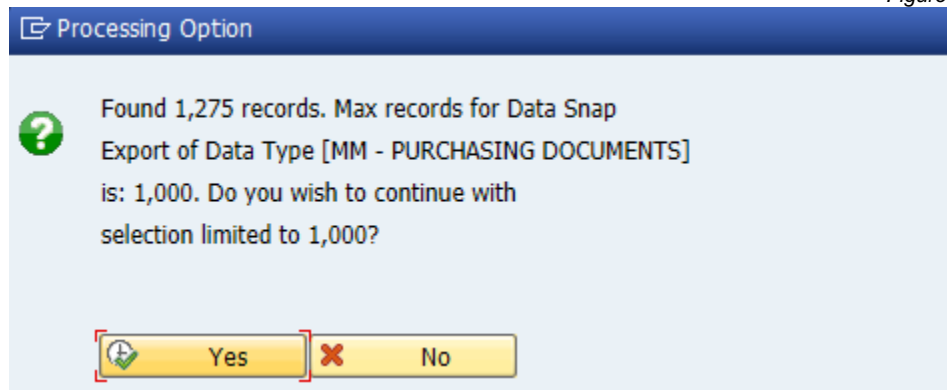 Figure
Processing Option
Found 1,275 records. Max records for Data Snap
Export of Data Type [MM - PURCHASING DOCUMENTS]
is: 1,000. Do you wish to continue with
selection limited to 1,000?
Yes No